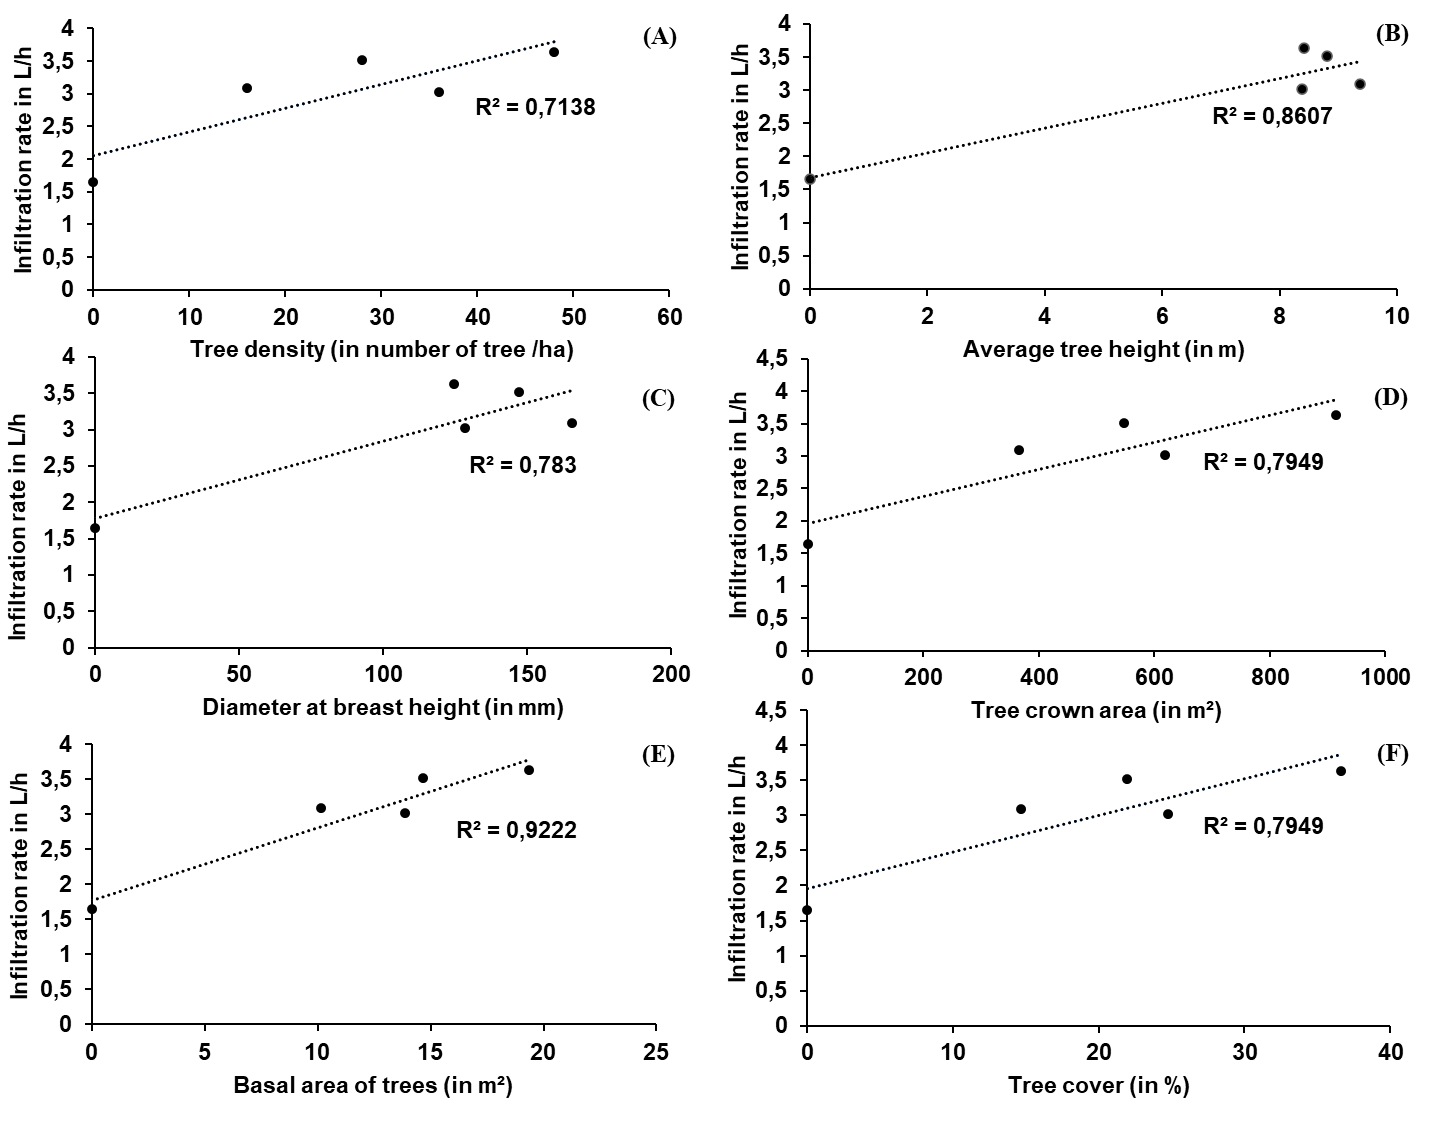 (A)
Infiltration rate in L/h
4
3,5
3
2,5
2
1,5
1
0,5
0
R² = 0,7138
0 10 20 30 40 50 60
Tree density (in number of tree /ha)
(B)
Infiltration rate in L/h
4
3,5
3
2,5
2
1,5
1
0,5
0
R² = 0,8607
0 2 4 6 8 10
Average tree height (in m)
(C)
Infiltration rate in L/h
4
3,5
3
2,5
2
1,5
1
0,5
0
R² = 0,783
0 50 100 150 200
Diameter at breast height (in mm)
(D)
Infiltration rate in L/h
4,5
4
3,5
3
2,5
2
1,5
1
0,5
0
R² = 0,7949
0 200 400 600 800 1000
Tree crown area (in m²)
(E)
Infiltration rate in L/h
4
3,5
3
2,5
2
1,5
1
0,5
0
R² = 0,9222
0 5 10 15 20 25
Basal area of trees (in m²)
(F)
Infiltration rate in L/h
4,5
4
3,5
3
2,5
2
1,5
1
0,5
0
R² = 0,7949
0 10 20 30 40
Tree cover (in %)